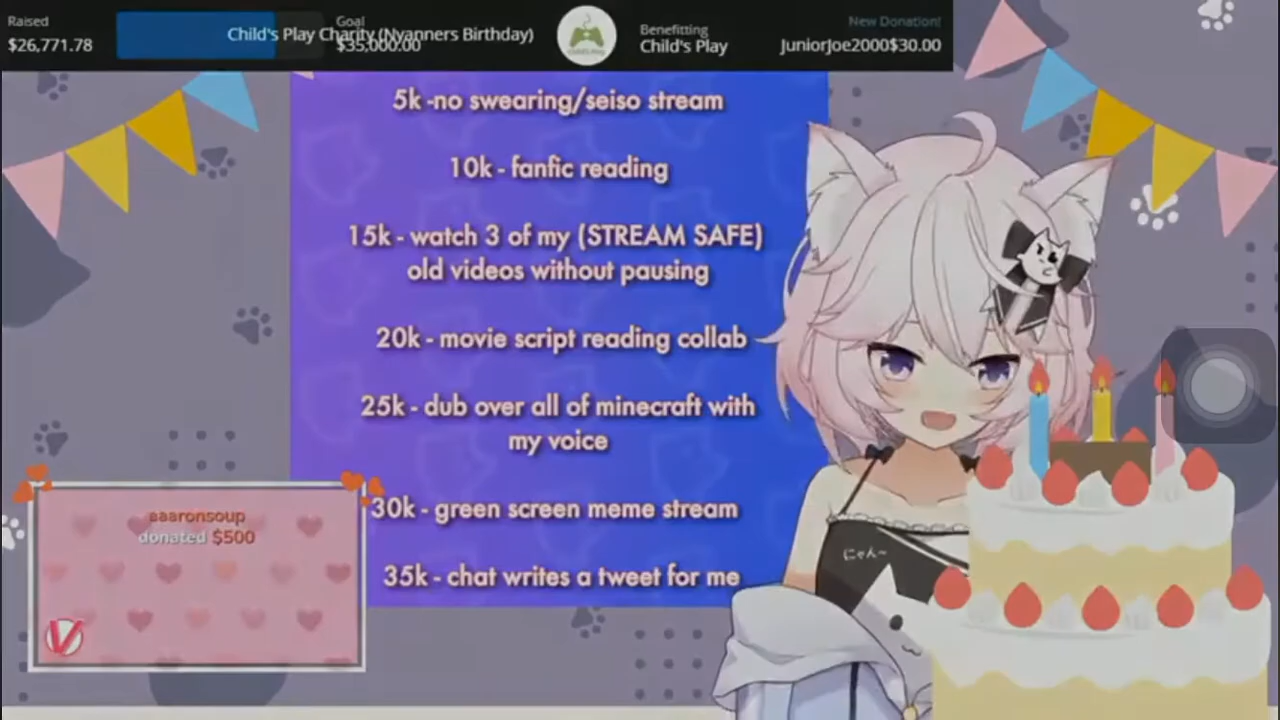 Raised
$26,771.78
Goal
$35,000.00
Child's Play Charity (Nyanners Birthday)
Benefitting
Child's Play
New Donation!
JuniorJoe2000$30.00
5k -no swearing/seiso stream
10k - fanfic reading
15k - watch 3 of my (STREAM SAFE)
old videos without pausing
20k - movie script reading collab
25k - dub over all of minecraft with
my voice
30k - green screen meme stream
35k - chat writes a tweet for me
aaaronsoup
donated $500
V
にゃん~